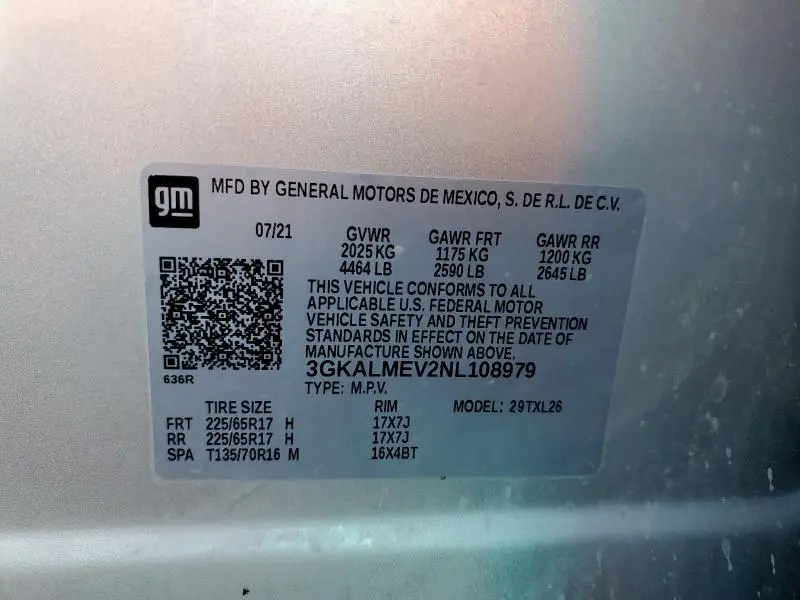 gm
MFD BY GENERAL MOTORS DE MEXICO, S. DE R.L. DE C.V.
07/21 GVWR GAWR FRT GAWR RR
2025 KG 1175 KG 1200 KG
4464 LB 2590 LB 2645 LB
THIS VEHICLE CONFORMS TO ALL
APPLICABLE U.S. FEDERAL MOTOR
VEHICLE SAFETY AND THEFT PREVENTION
STANDARDS IN EFFECT ON THE DATE OF
MANUFACTURE SHOWN ABOVE.
3GKALMEV2NL108979
636R
TYPE: M.P.V.
TIRE SIZE RIM MODEL: 29TXL26
FRT 225/65R17 H 17X7J
RR 225/65R17 H 17X7J
SPA T135/70R16 M 16X4BT